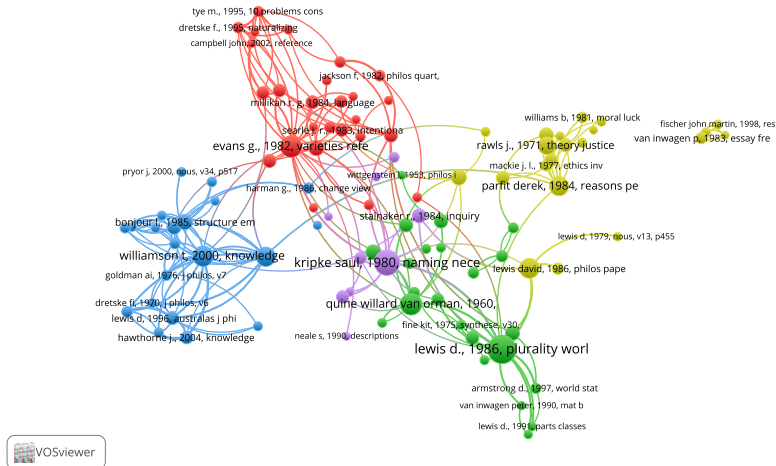 tye m., 1995, 10 problems cons
dretske f., 1995, naturalizing
campbell john, 2002, reference
jackson f, 1982, philos quart,
millikan r. g, 1984, language
searle j. r., 1983, intentiona
evans g., 1982, varieties refe
williams b, 1981, moral luck
fischer john martin, 1998, res
van inwagen p, 1983, essay fre
rawls j., 1971, theory justice
mackie j. l., 1977, ethics inv
parfit derek, 1984, reasons pe
pryor j, 2000, nous, v34, p517
wittgenstein l, 1953, philos i
harman g., 1986, change view
bonjour l., 1985, structure em
stalnaker r., 1984, inquiry
lewis d, 1979, nous, v13, p455
williamson t, 2000, knowledge
kripke saul, 1980, naming nece
lewis david, 1986, philos pape
goldman ai, 1976, j philos, v7
dretske fi, 1970, j philos, v6
quine willard van orman, 1960,
lewis d, 1996, australas j phi
fine kit, 1975, synthese, v30,
hawthorne j., 2004, knowledge
neale s, 1990, descriptions
lewis d., 1986, plurality worl
armstrong d., 1997, world stat
van inwagen peter, 1990, mat b
lewis d., 1991, parts classes
VOSviewer